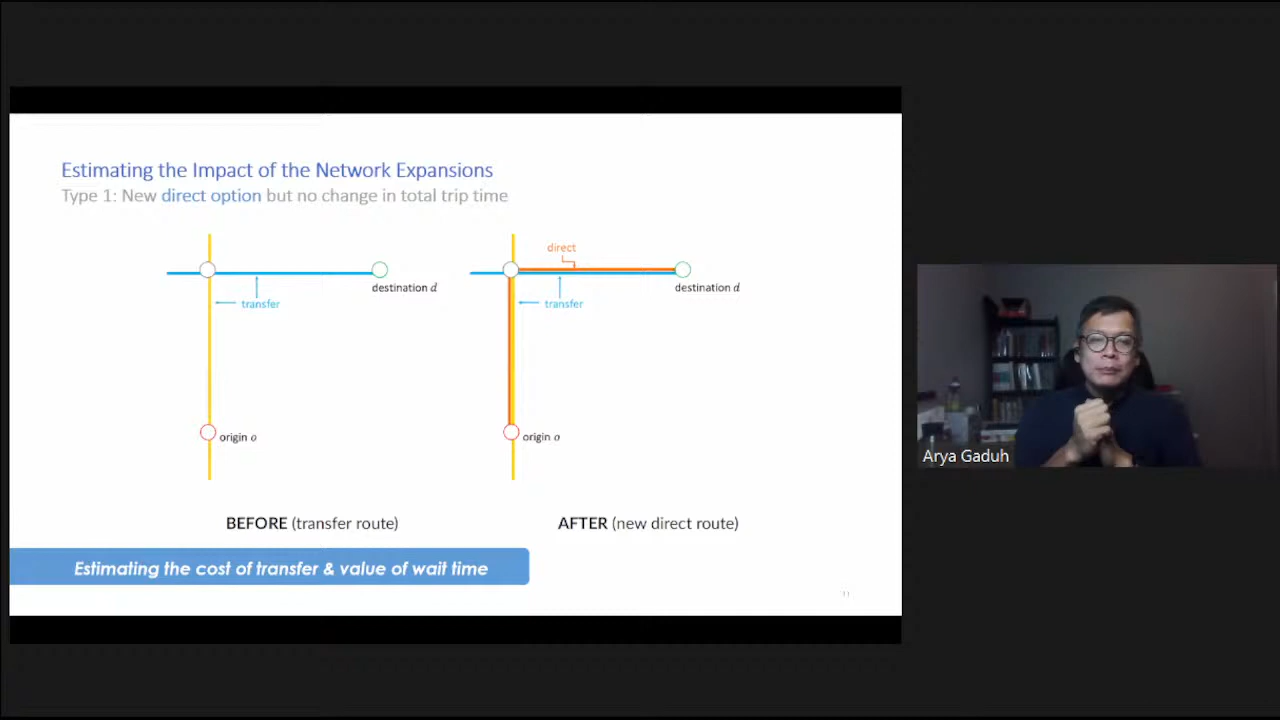 Estimating the Impact of the Network Expansions
Type 1: New direct option but no change in total trip time
direct
destination d
destination d
transfer
transfer
origin o
origin o
BEFORE (transfer route)
AFTER (new direct route)
Estimating the cost of transfer & value of wait time
11
Arya Gaduh